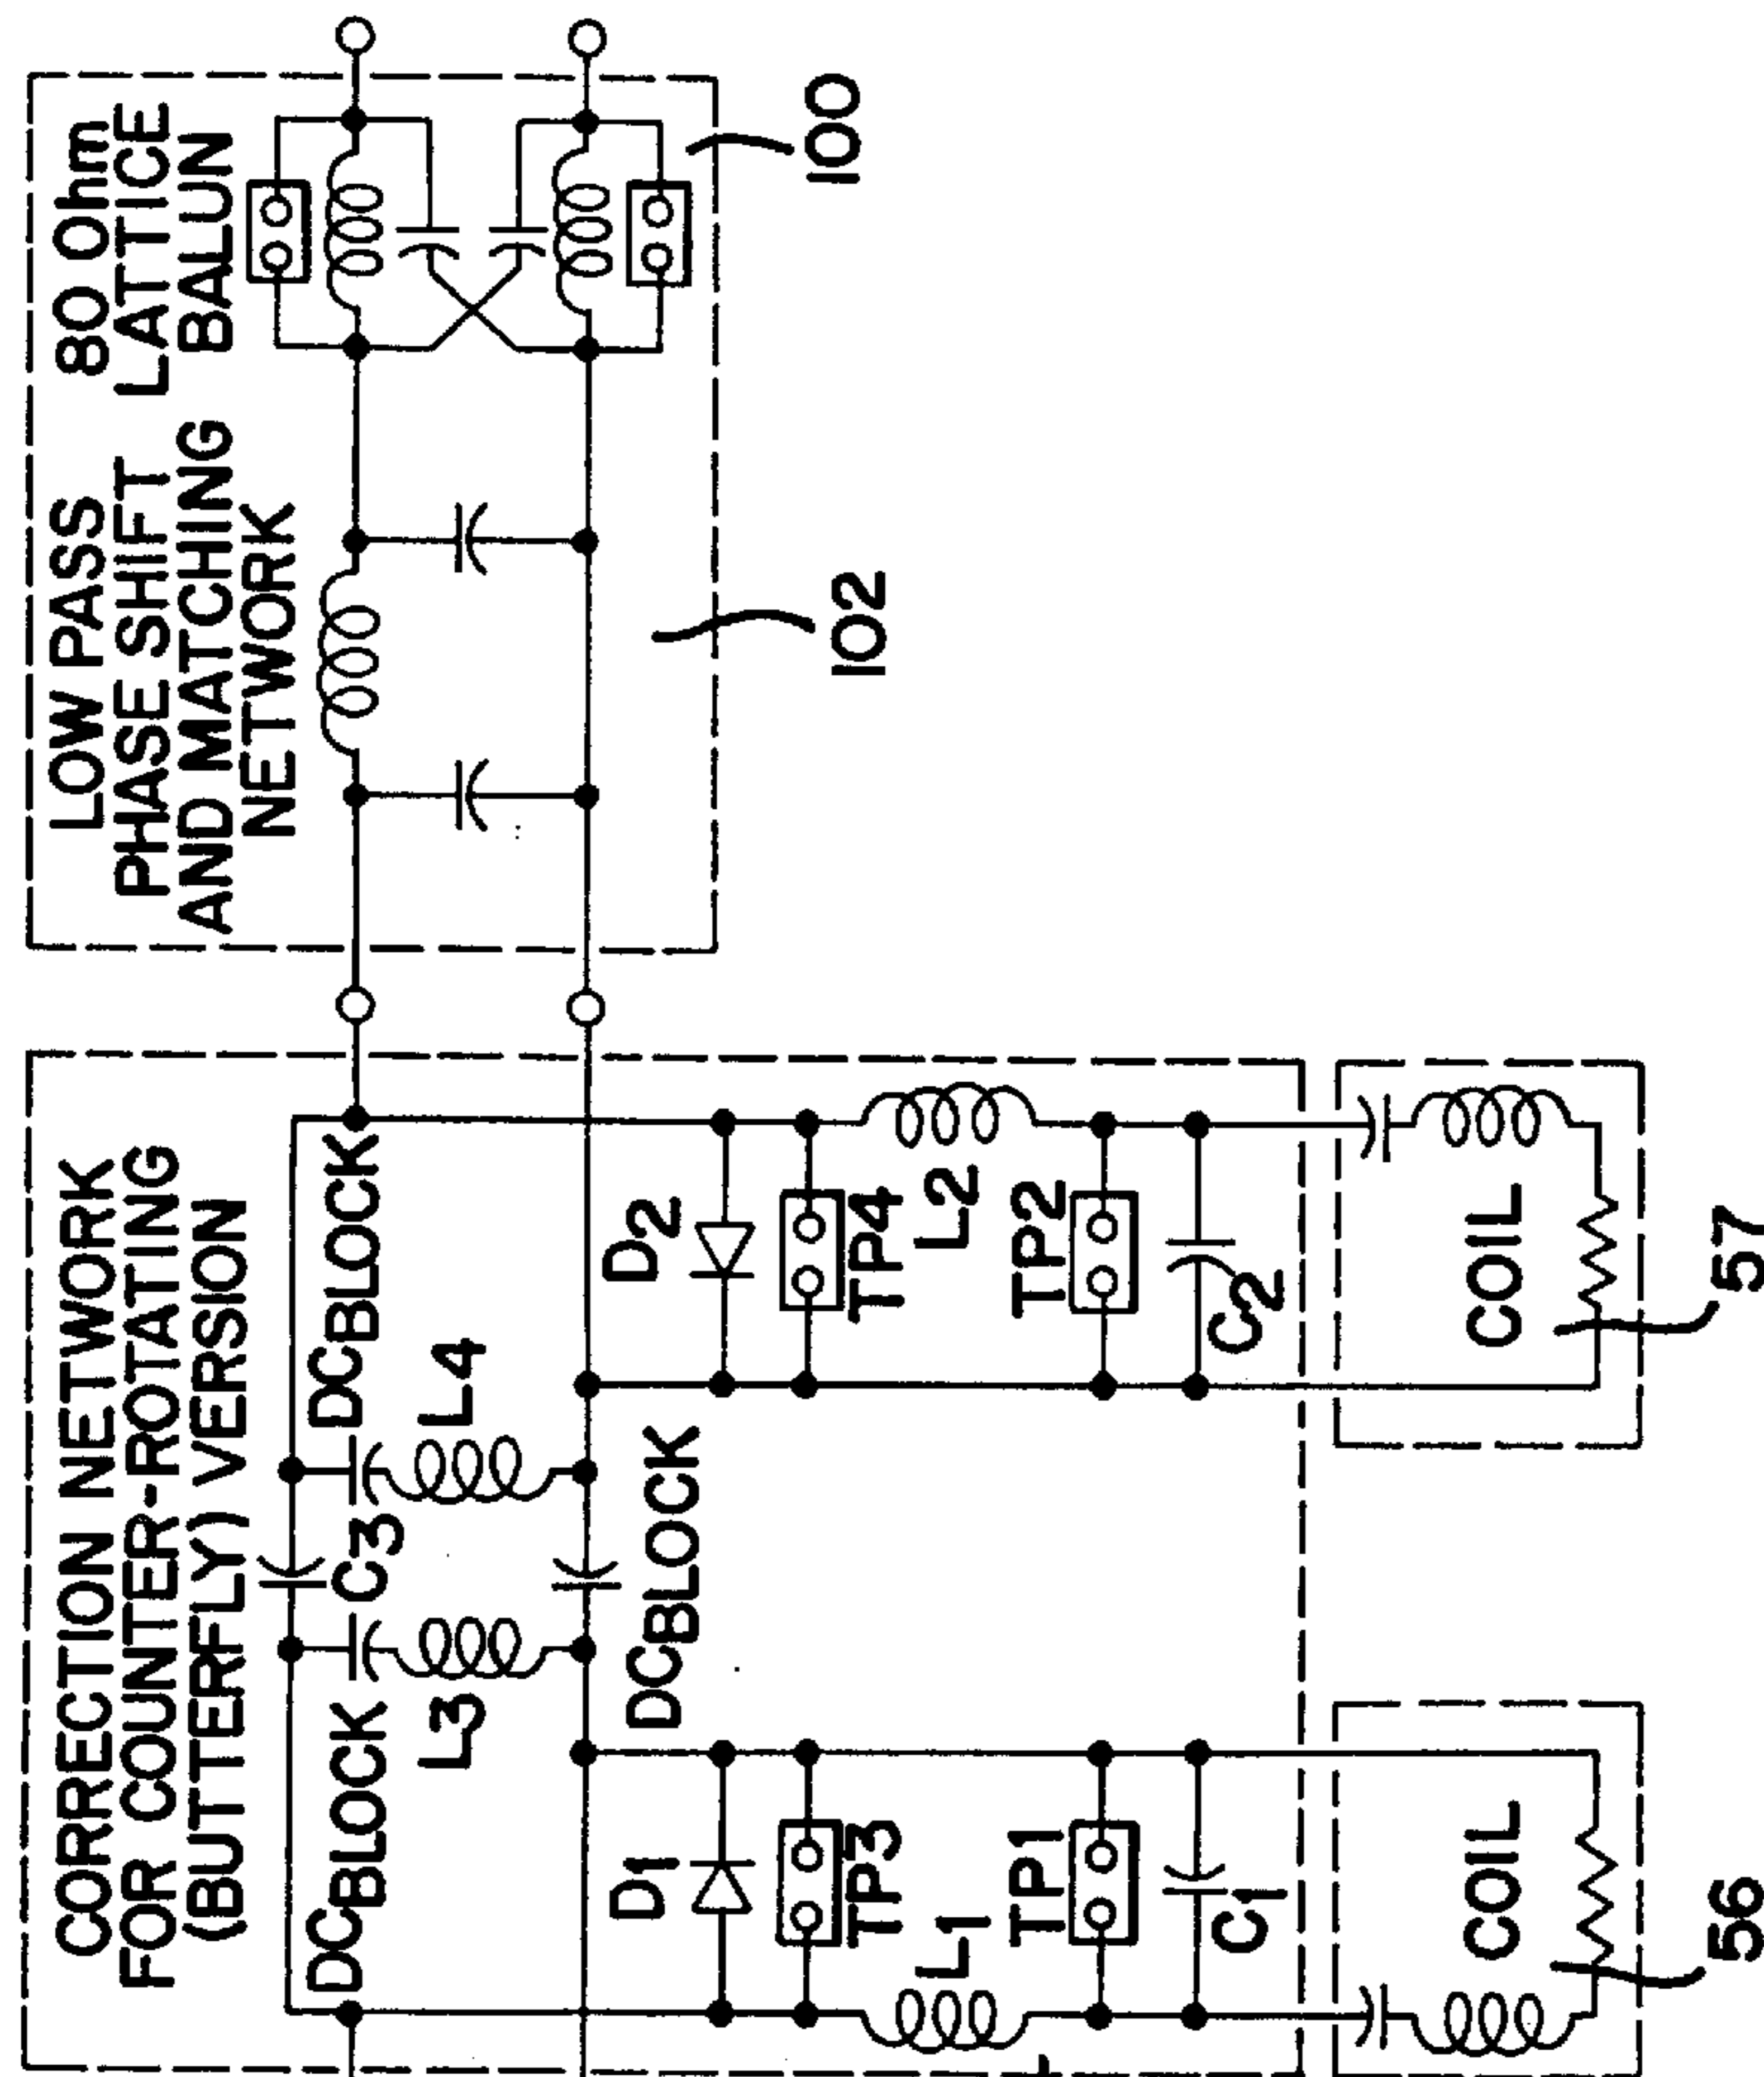 CORRECTION NETWORK
FOR COUNTER-ROTATING
(BUTTERFLY) VERSION
LOW PASS
PHASE SHIFT
AND MATCHING
NETWORK
80 Ohm
LATTICE
BALUN
DCBLOCK
C3
DCBLOCK
L3
L4
DCBLOCK
D1
TP3
L1
TP1
C1
COIL
56
D2
TP4
L2
TP2
C2
COIL
57
102
100